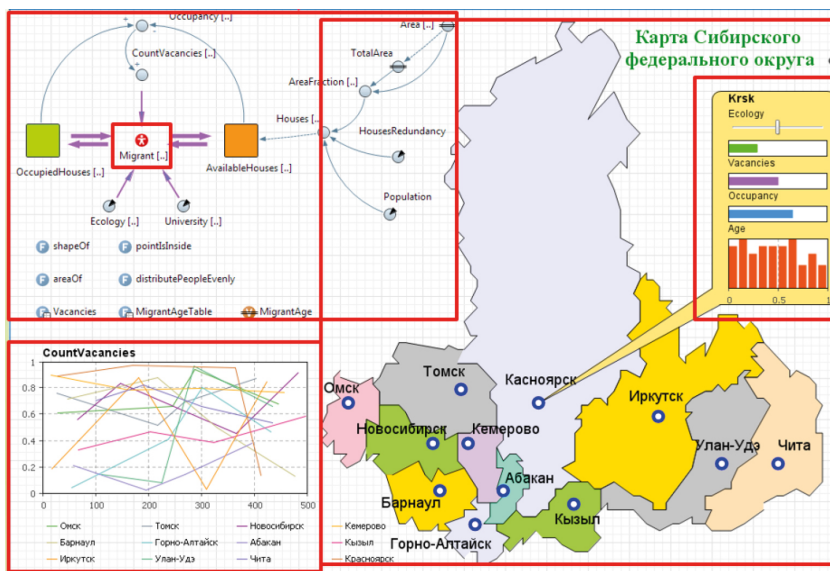 Occupancy [..]
CountVacancies [..]
Migrant [..]
OccupiedHouses [..]
AvailableHouses [..]
Ecology [..]
University [..]
shapeOf
pointIsInside
areaOf
distributePeopleEvenly
Vacancies
MigrantAgeTable
MigrantAge
Area [..]
TotalArea
AreaFraction [..]
Houses [..]
HousesRedundancy
Population
Карта Сибирского
федерального округа
Krsk
Ecology
Vacancies
Occupancy
Age
0 0.5 1
CountVacancies
1
0.8
0.6
0.4
0.2
0
0 100 200 300 400 500
Омск
Томск
Новосибирск
Кемерово
Барнаул
Горно-Алтайск
Абакан
Кызыл
Иркутск
Улан-Удэ
Чита
Красноярск
Омск
Томск
Касноярск
Иркутск
Новосибирск
Кемерово
Улан-Удэ
Чита
Барнаул
Абакан
Кызыл
Горно-Алтайск